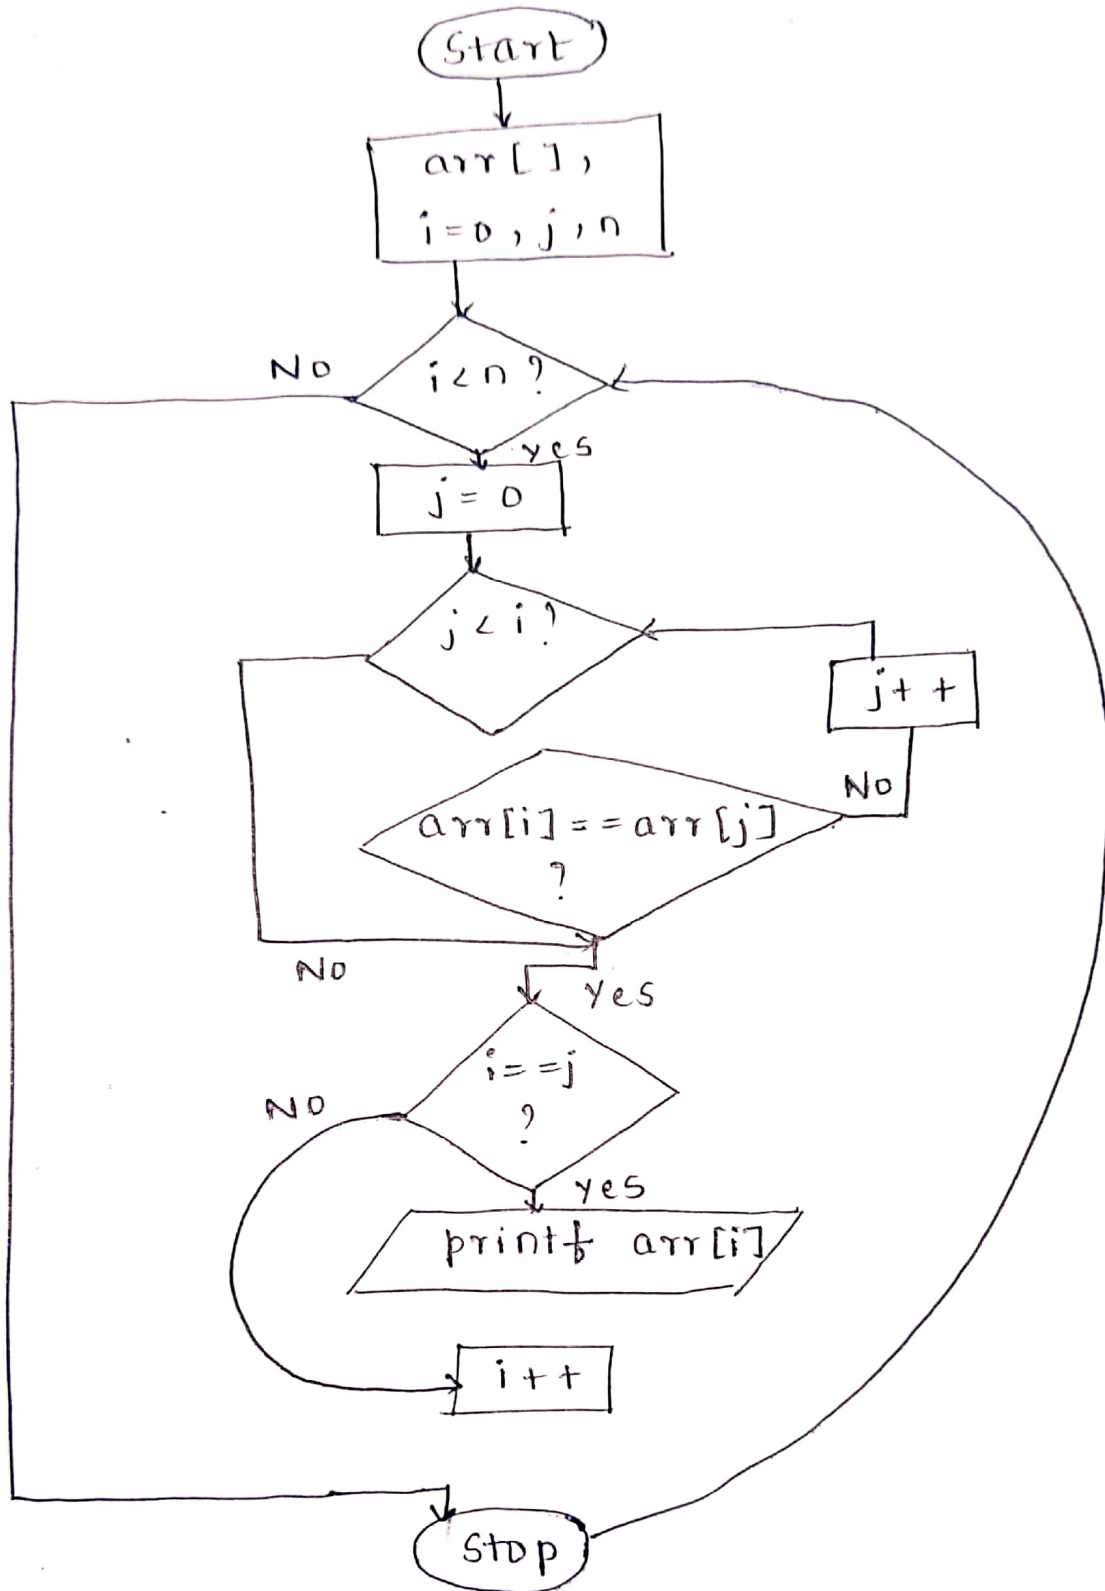 Start
arr[],
i=0, j, n
No
i<n?
yes
j=0
j<i?
j++
No
arr[i]==arr[j]
?
No
Yes
i==j
?
No
yes
printf arr[i]
i++
Stop